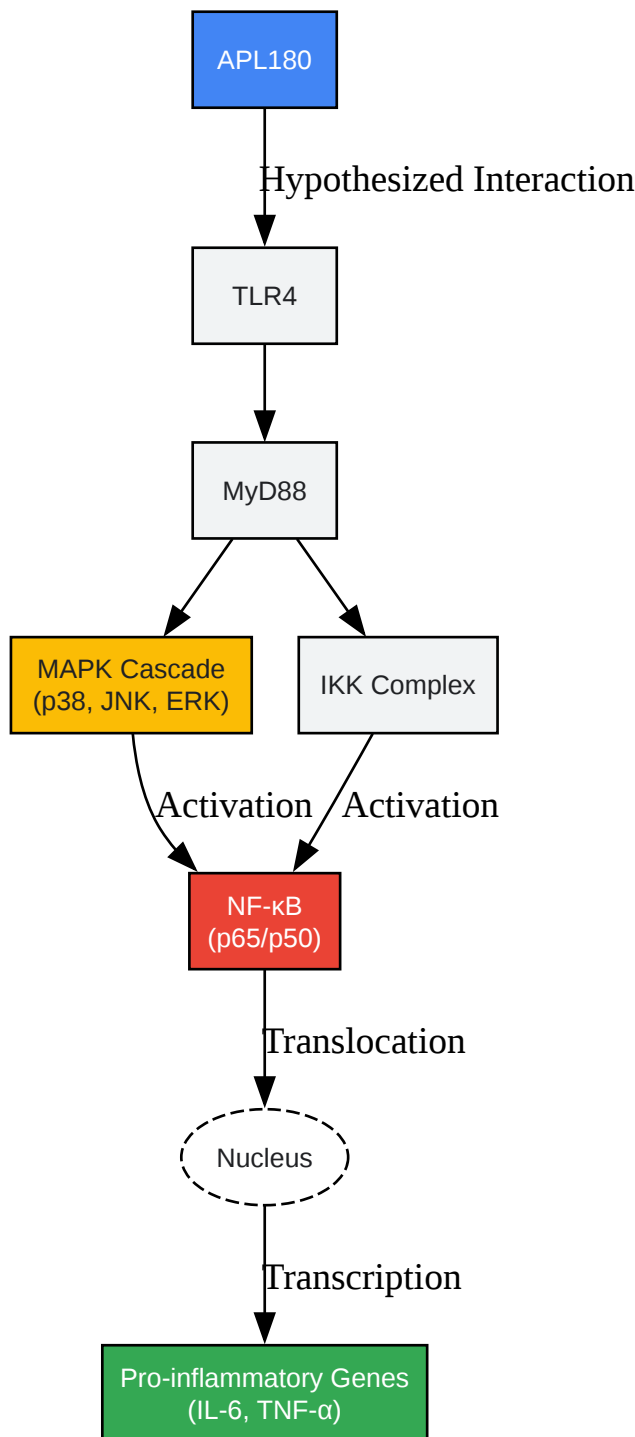 APL180
Hypothesized Interaction
TLR4
MyD88
MAPK Cascade
(p38, JNK, ERK)
IKK Complex
Activation
Activation
NF-κB
(p65/p50)
Translocation
Nucleus
Transcription
Pro-inflammatory Genes
(IL-6, TNF-α)